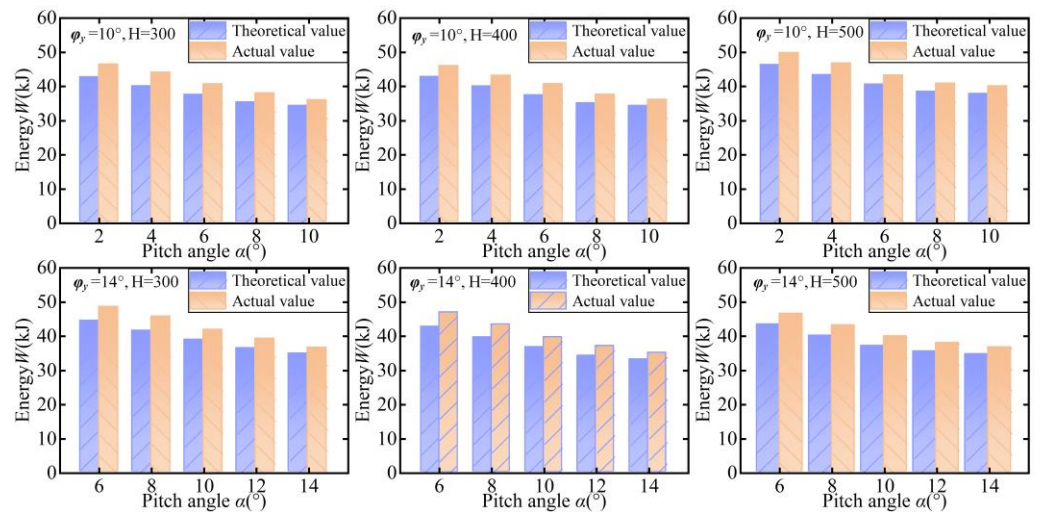 φy=10°, H=300
Theoretical value
Actual value
Energy W(kJ)
60
50
40
30
20
10
0
2 4 6 8 10
Pitch angle α(°)
φy=10°, H=400
Theoretical value
Actual value
Energy W(kJ)
60
50
40
30
20
10
0
2 4 6 8 10
Pitch angle α(°)
φy=10°, H=500
Theoretical value
Actual value
Energy W(kJ)
60
50
40
30
20
10
0
2 4 6 8 10
Pitch angle α(°)
φy=14°, H=300
Theoretical value
Actual value
Energy W(kJ)
60
50
40
30
20
10
0
6 8 10 12 14
Pitch angle α(°)
φy=14°, H=400
Theoretical value
Actual value
Energy W(kJ)
60
50
40
30
20
10
0
6 8 10 12 14
Pitch angle α(°)
φy=14°, H=500
Theoretical value
Actual value
Energy W(kJ)
60
50
40
30
20
10
0
6 8 10 12 14
Pitch angle α(°)